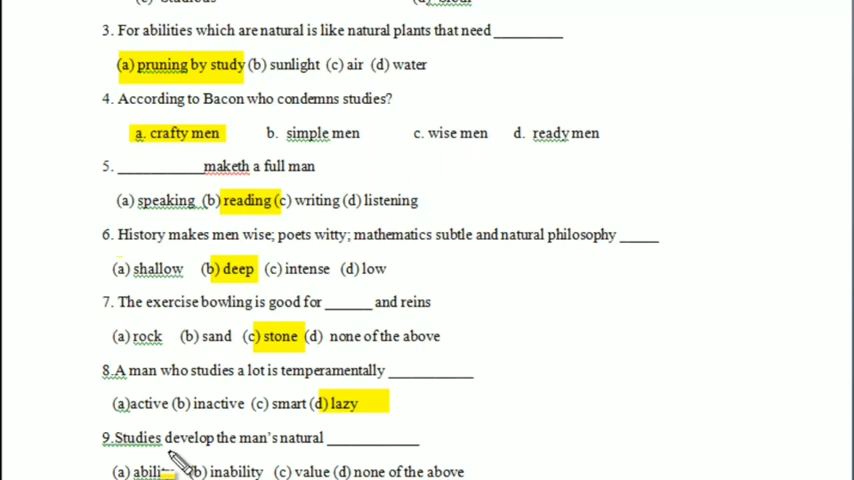 3. For abilities which are natural is like natural plants that need __________
(a) pruning by study (b) sunlight (c) air (d) water
4. According to Bacon who condemns studies?
a. crafty men b. simple men c. wise men d. ready men
5. ____________maketh a full man
(a) speaking (b) reading (c) writing (d) listening
6. History makes men wise; poets witty; mathematics subtle and natural philosophy _____
(a) shallow (b) deep (c) intense (d) low
7. The exercise bowling is good for ______ and reins
(a) rock (b) sand (c) stone (d) none of the above
8.A man who studies a lot is temperamentally ____________
(a)active (b) inactive (c) smart (d) lazy
9.Studies develop the man's natural _____________
(a) ability (b) inability (c) value (d) none of the above